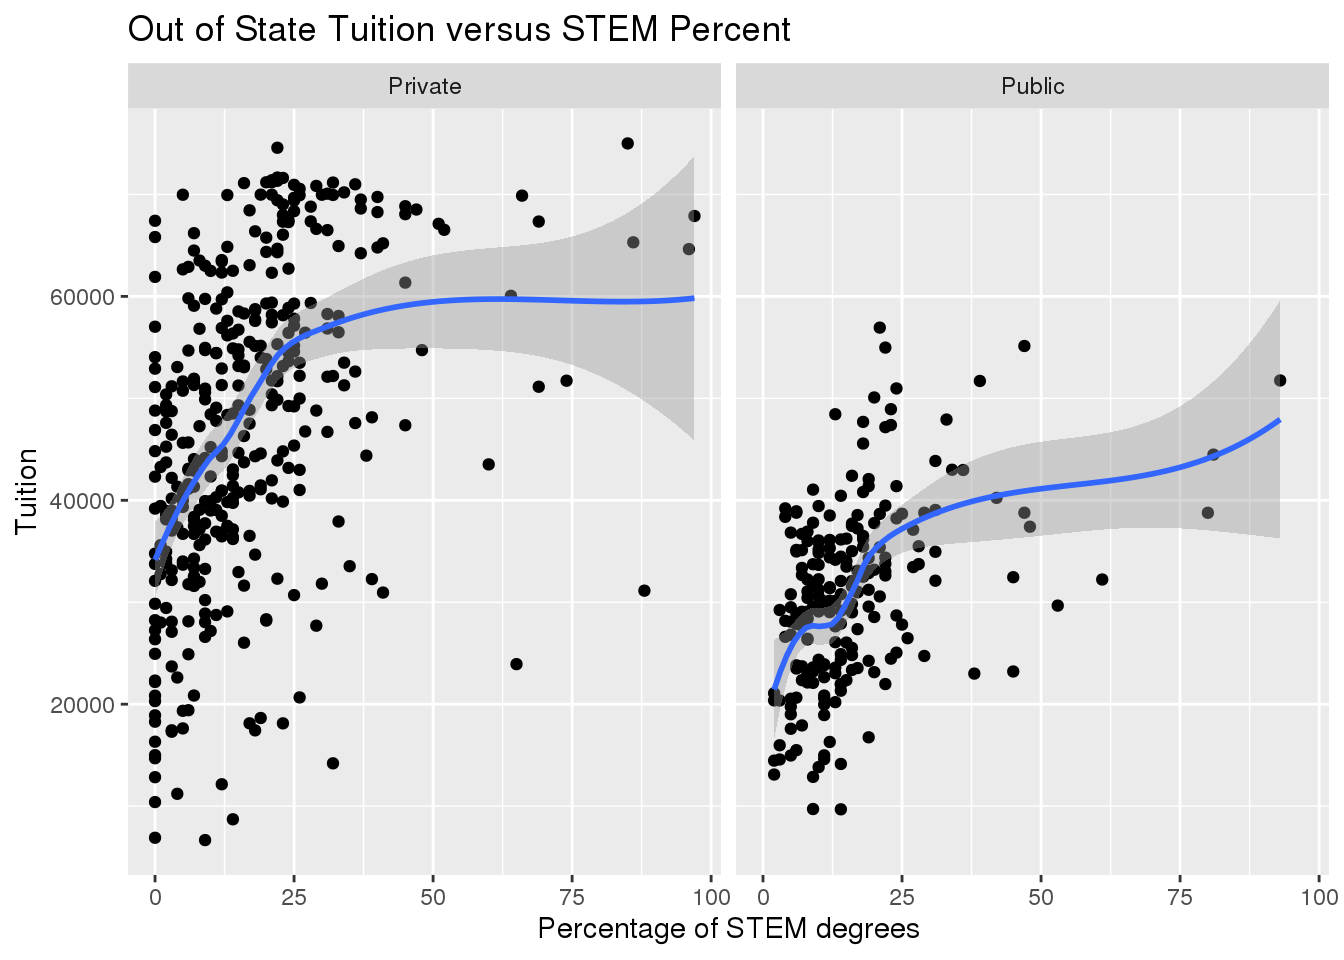 Out of State Tuition versus STEM Percent
Private
Public
Tuition
60000
40000
20000
0 25 50 75 100
0 25 50 75 100
Percentage of STEM degrees